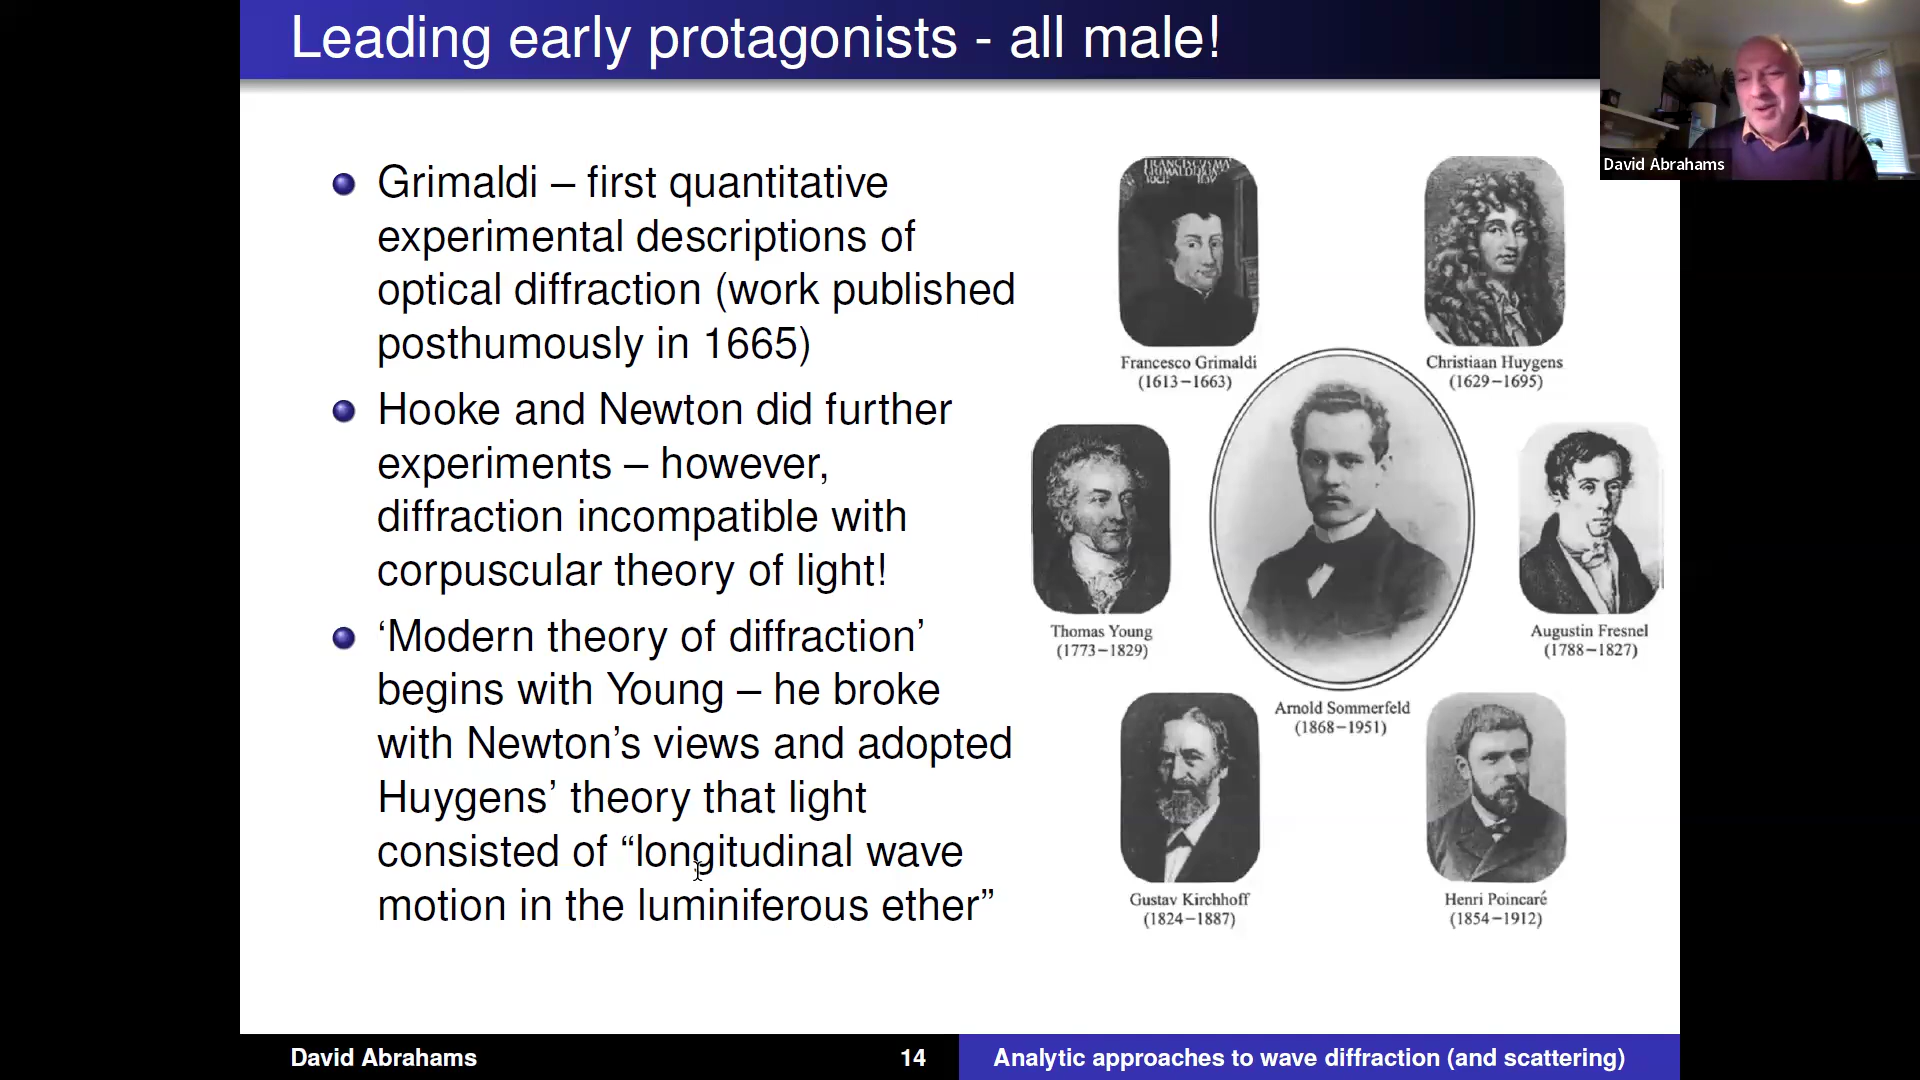 Leading early protagonists - all male!
David Abrahams
Grimaldi – first quantitative
experimental descriptions of
optical diffraction (work published
posthumously in 1665)
Hooke and Newton did further
experiments – however,
diffraction incompatible with
corpuscular theory of light!
‘Modern theory of diffraction’
begins with Young – he broke
with Newton’s views and adopted
Huygens’ theory that light
consisted of “longitudinal wave
motion in the luminiferous ether”
Francesco Grimaldi
(1613–1663)
Christiaan Huygens
(1629–1695)
Thomas Young
(1773–1829)
Augustin Fresnel
(1788–1827)
Arnold Sommerfeld
(1868–1951)
Gustav Kirchhoff
(1824–1887)
Henri Poincaré
(1854–1912)
David Abrahams
14
Analytic approaches to wave diffraction (and scattering)